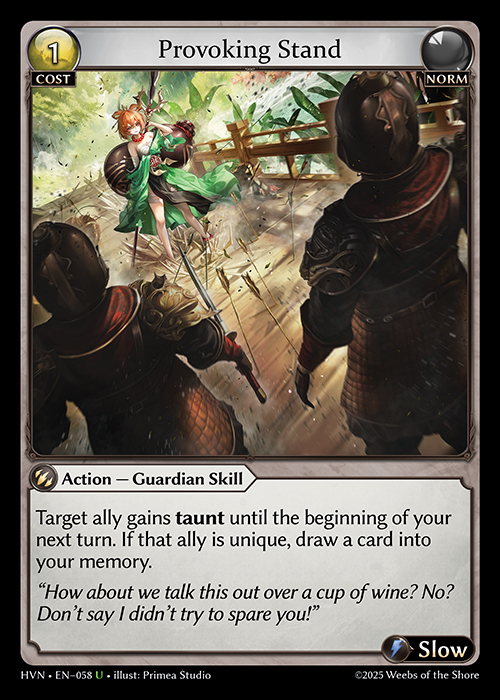 1
Provoking Stand
COST
NORM
Action — Guardian Skill
Target ally gains taunt until the beginning of your
next turn. If that ally is unique, draw a card into
your memory.
“How about we talk this out over a cup of wine? No?
Don’t say I didn’t try to spare you!”
Slow
HVN • EN–058 U • illust: Primea Studio
©2025 Weebs of the Shore